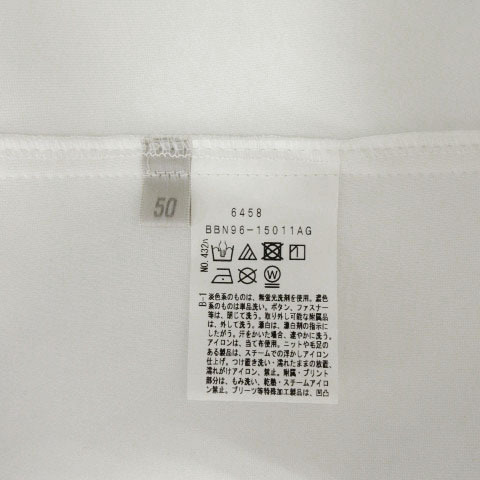 50
6458
BBN96-15011AG
NO.432ハ
B-1
W
淡色系のものは、無蛍光洗剤を使用。濃色
系のものは単品洗い。ボタン、ファスナー
等は、閉じて洗う。取り外し可能な附属品
は、外して洗う。漂白は、漂白剤の指示に
したがう。汗をかいた場合、速やかに洗う。
アイロンは、当て布使用。ニットや毛足の
ある製品は、スチームでの浮かしアイロン
仕上げ。つけ置き洗い・濡れたままの放置、
濡れがけアイロン、禁止。附属・プリント
部分は、もみ洗い、乾熱・スチームアイロ
ン禁止。プリーツ等特殊加工製品は、凹凸